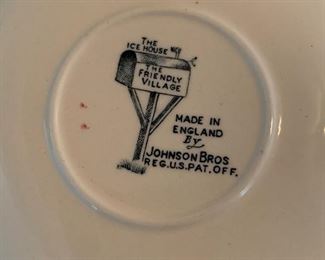 THE
ICE HOUSE
THE
FRIENDLY
VILLAGE
MADE IN
ENGLAND
By
JOHNSON BROS
REG.U.S.PAT.OFF.